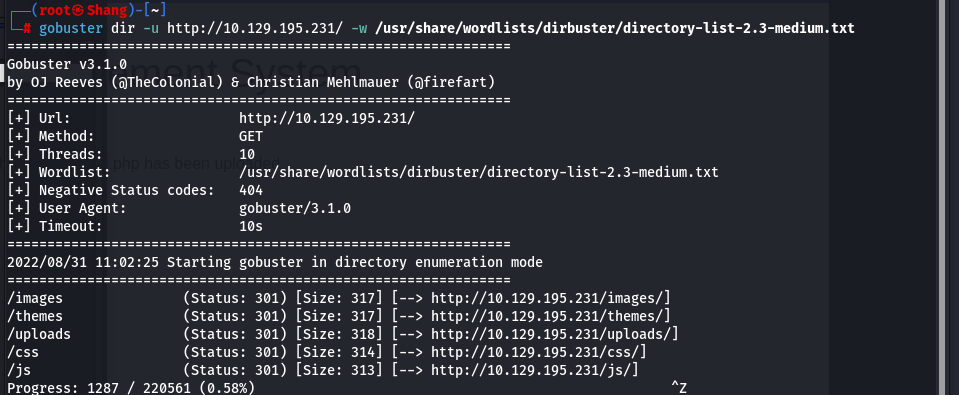 ┌──(root㉿Shang)-[~]
└─# gobuster dir -u http://10.129.195.231/ -w /usr/share/wordlists/dirbuster/directory-list-2.3-medium.txt
===============================================================
Gobuster v3.1.0
by OJ Reeves (@TheColonial) & Christian Mehlmauer (@firefart)
===============================================================
[+] Url:                     http://10.129.195.231/
[+] Method:                  GET
[+] Threads:                 10
[+] Wordlist:                /usr/share/wordlists/dirbuster/directory-list-2.3-medium.txt
[+] Negative Status codes:   404
[+] User Agent:              gobuster/3.1.0
[+] Timeout:                 10s
===============================================================
2022/08/31 11:02:25 Starting gobuster in directory enumeration mode
===============================================================
/images               (Status: 301) [Size: 317] [--> http://10.129.195.231/images/]
/themes               (Status: 301) [Size: 317] [--> http://10.129.195.231/themes/]
/uploads              (Status: 301) [Size: 318] [--> http://10.129.195.231/uploads/]
/css                  (Status: 301) [Size: 314] [--> http://10.129.195.231/css/]
/js                   (Status: 301) [Size: 313] [--> http://10.129.195.231/js/]
Progress: 1287 / 220561 (0.58%)                                                    ^Z
System
php has been uploaded